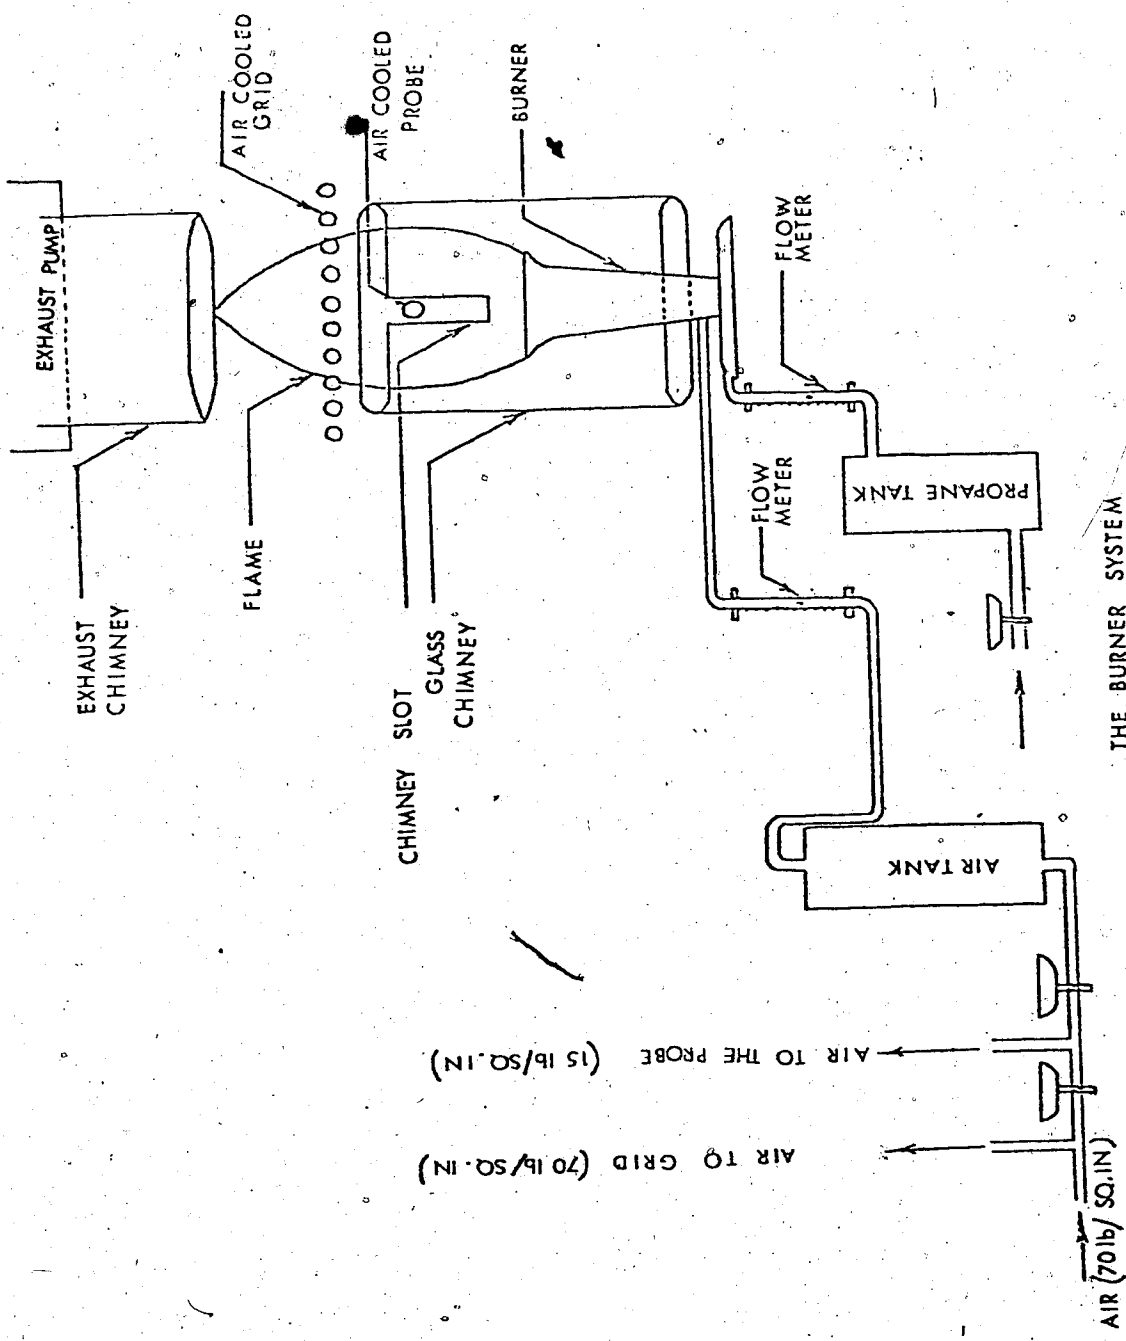 EXHAUST PUMP
AIR COOLED
GRID
AIR COOLED
PROBE
BURNER
FLOW
METER
EXHAUST
CHIMNEY
FLAME
CHIMNEY SLOT
GLASS
CHIMNEY
FLOW
METER
PROPANE TANK
AIR TANK
AIR TO THE PROBE (15 lb/SQ.IN)
AIR TO GRID (70 lb/SQ.IN)
AIR (70 lb/SQ.IN)
THE BURNER SYSTEM